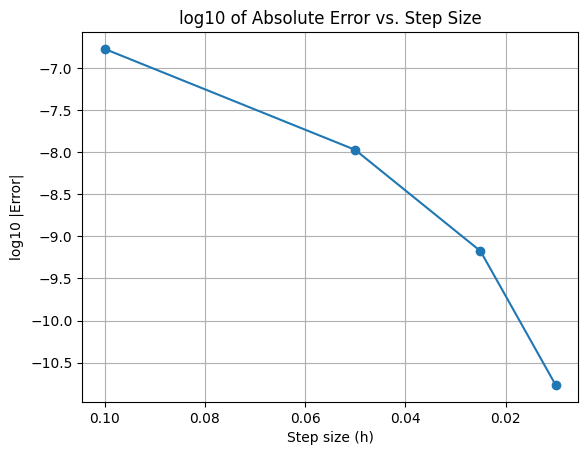 log10 of Absolute Error vs. Step Size
−7.0
−7.5
−8.0
−8.5
−9.0
−9.5
−10.0
−10.5
log10 |Error|
0.10 0.08 0.06 0.04 0.02
Step size (h)